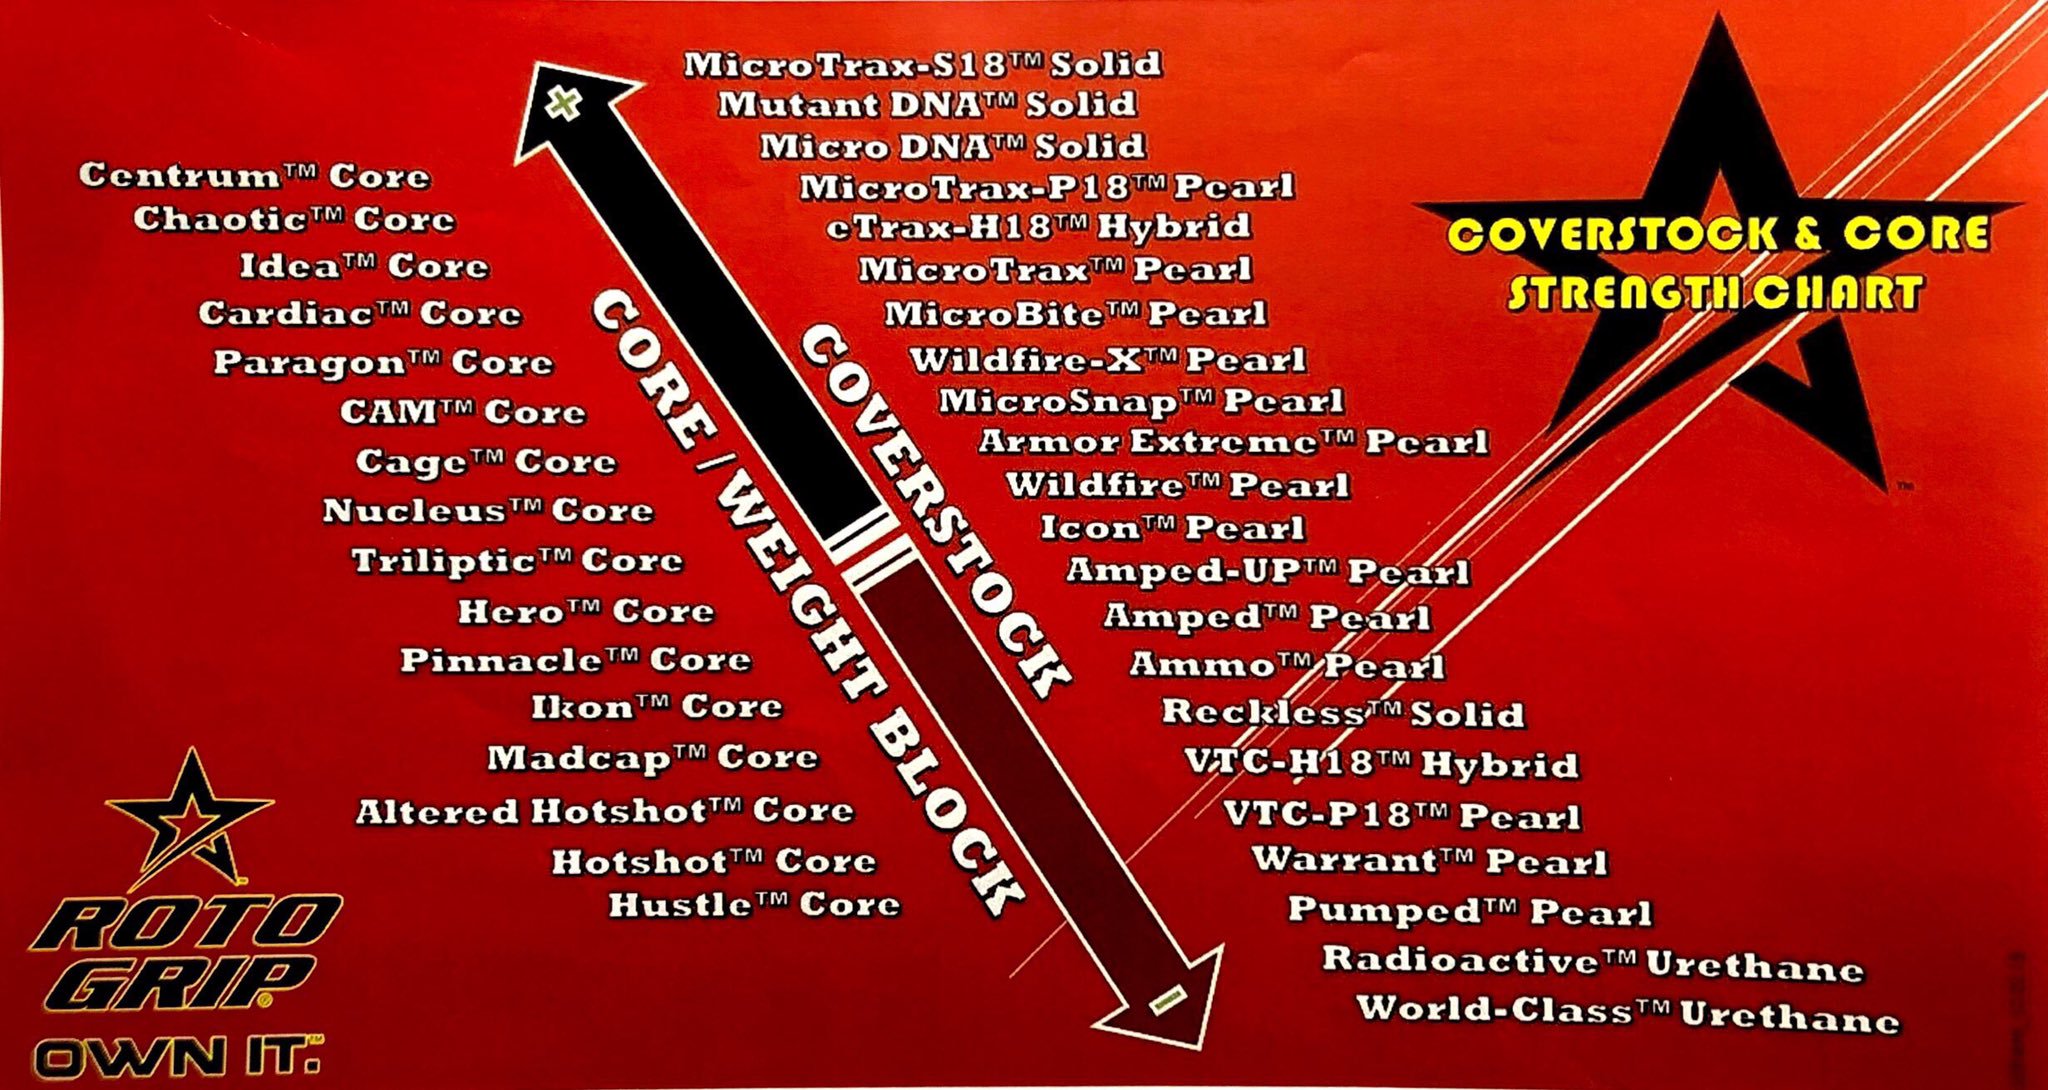 MicroTrax-S18™ Solid
Mutant DNA™ Solid
Micro DNA™ Solid
MicroTrax-P18™ Pearl
eTrax-H18™ Hybrid
MicroTrax™ Pearl
MicroBite™ Pearl
Wildfire-X™ Pearl
MicroSnap™ Pearl
Armor Extreme™ Pearl
Wildfire™ Pearl
Icon™ Pearl
Amped-UP™ Pearl
Amped™ Pearl
Ammo™ Pearl
Reckless™ Solid
VTC-H18™ Hybrid
VTC-P18™ Pearl
Warrant™ Pearl
Pumped™ Pearl
Radioactive™ Urethane
World-Class™ Urethane
Centrum™ Core
Chaotic™ Core
Idea™ Core
Cardiac™ Core
Paragon™ Core
CAM™ Core
Cage™ Core
Nucleus™ Core
Triliptic™ Core
Hero™ Core
Pinnacle™ Core
Ikon™ Core
Madcap™ Core
Altered Hotshot™ Core
Hotshot™ Core
Hustle™ Core
+
CORE / WEIGHT BLOCK
COVERSTOCK
-
COVERSTOCK & CORE
STRENGTH CHART
™
ROTO
GRIP®
OWN IT.™